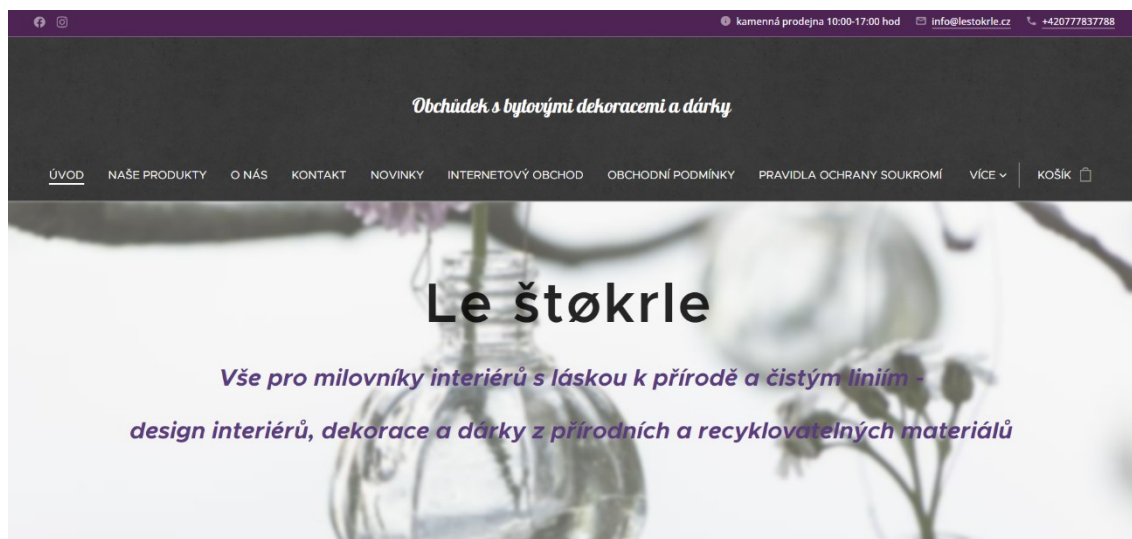 kamenná prodejna 10:00-17:00 hod info@lestokrle.cz +420777837788
Obchůdek s bytovými dekoracemi a dárky
ÚVOD NAŠE PRODUKTY O NÁS KONTAKT NOVINKY INTERNETOVÝ OBCHOD OBCHODNÍ PODMÍNKY PRAVIDLA OCHRANY SOUKROMÍ VÍCE KOŠÍK
Le štøkrle
Vše pro milovníky interiérů s láskou k přírodě a čistým liniím -
design interiérů, dekorace a dárky z přírodních a recyklovatelných materiálů